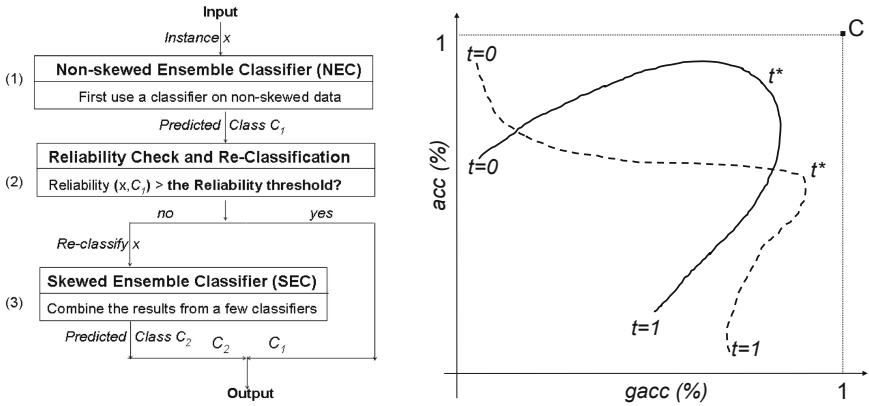 Input
Instance x
(1)
Non-skewed Ensemble Classifier (NEC)
First use a classifier on non-skewed data
Predicted Class C1
(2)
Reliability Check and Re-Classification
Reliability (x,C1) > the Reliability threshold?
no yes
Re-classify x
(3)
Skewed Ensemble Classifier (SEC)
Combine the results from a few classifiers
Predicted Class C2 C2 C1
Output
1
C
t=0
t*
t=0
t*
acc (%)
t=1
t=1
gacc (%)
1